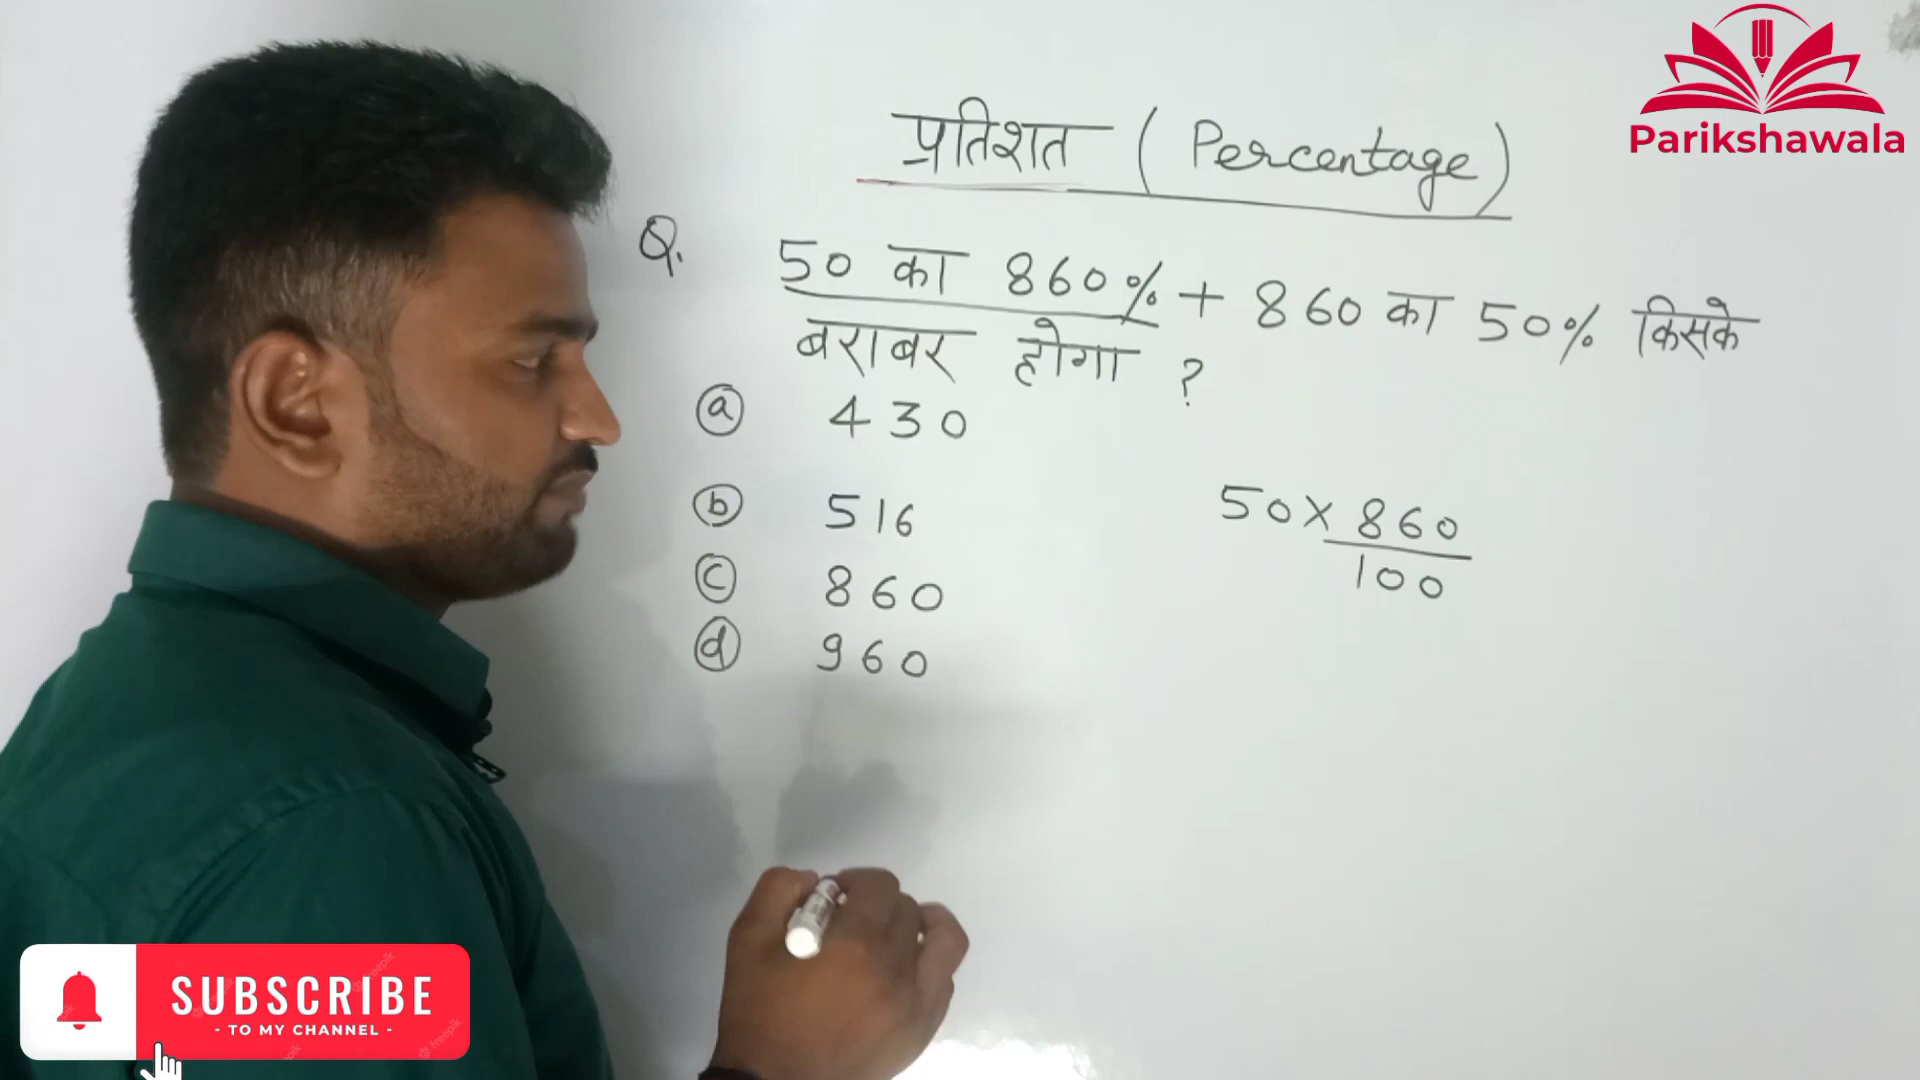 Parikshawala
प्रतिशत ( Percentage )
Q. 50 का 860% + 860 का 50% किसके
बराबर होगा ?
ⓐ 430
ⓑ 516
ⓒ 860
ⓓ 960
50 × 860
100
SUBSCRIBE
- TO MY CHANNEL -